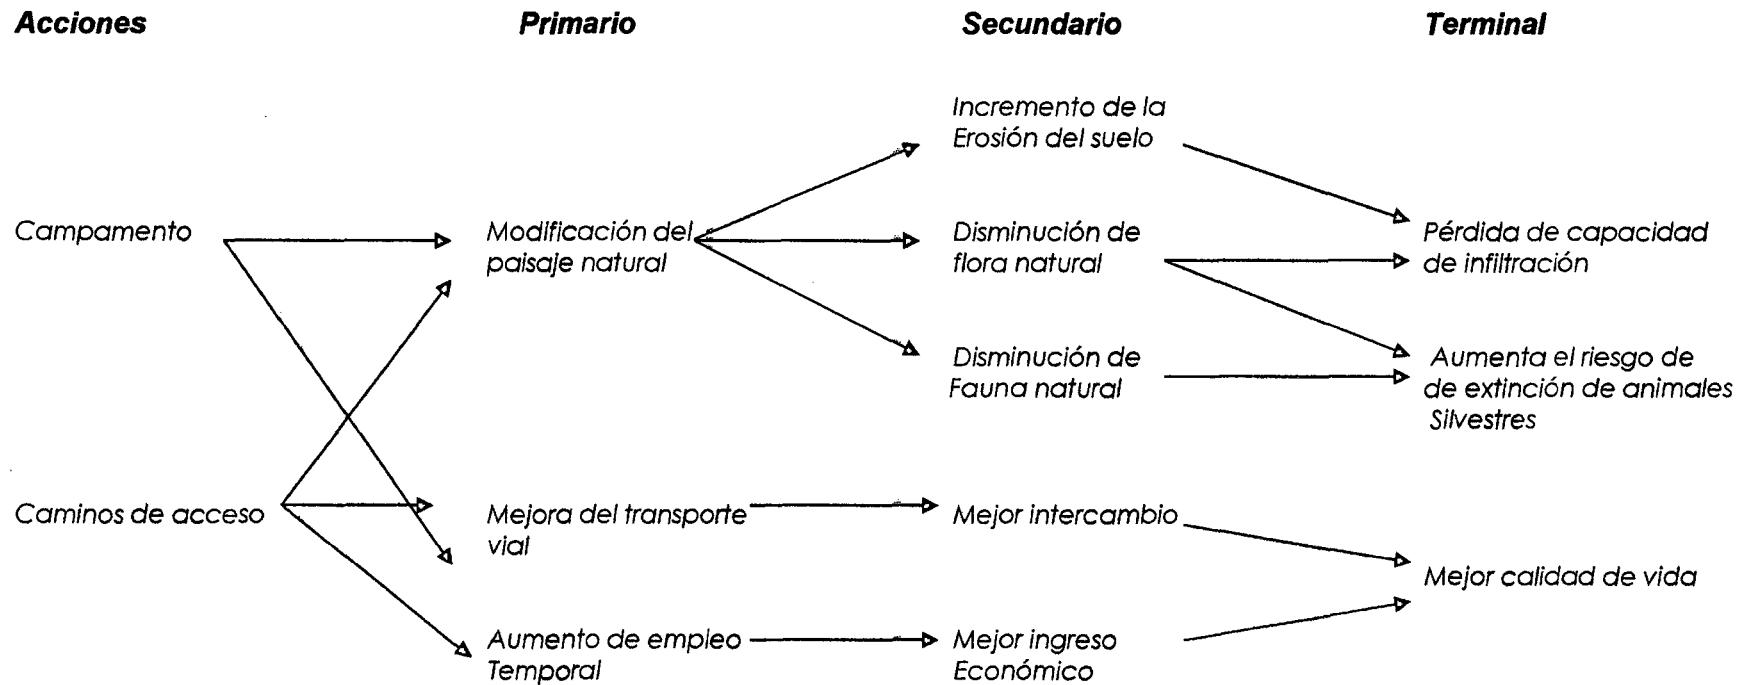 Acciones
Primario
Secundario
Terminal
Incremento de la
Erosión del suelo
Campamento
Modificación del
paisaje natural
Disminución de
flora natural
Pérdida de capacidad
de infiltración
Disminución de
Fauna natural
Aumenta el riesgo de
de extinción de animales
Silvestres
Caminos de acceso
Mejora del transporte
vial
Mejor intercambio
Mejor calidad de vida
Aumento de empleo
Temporal
Mejor ingreso
Económico